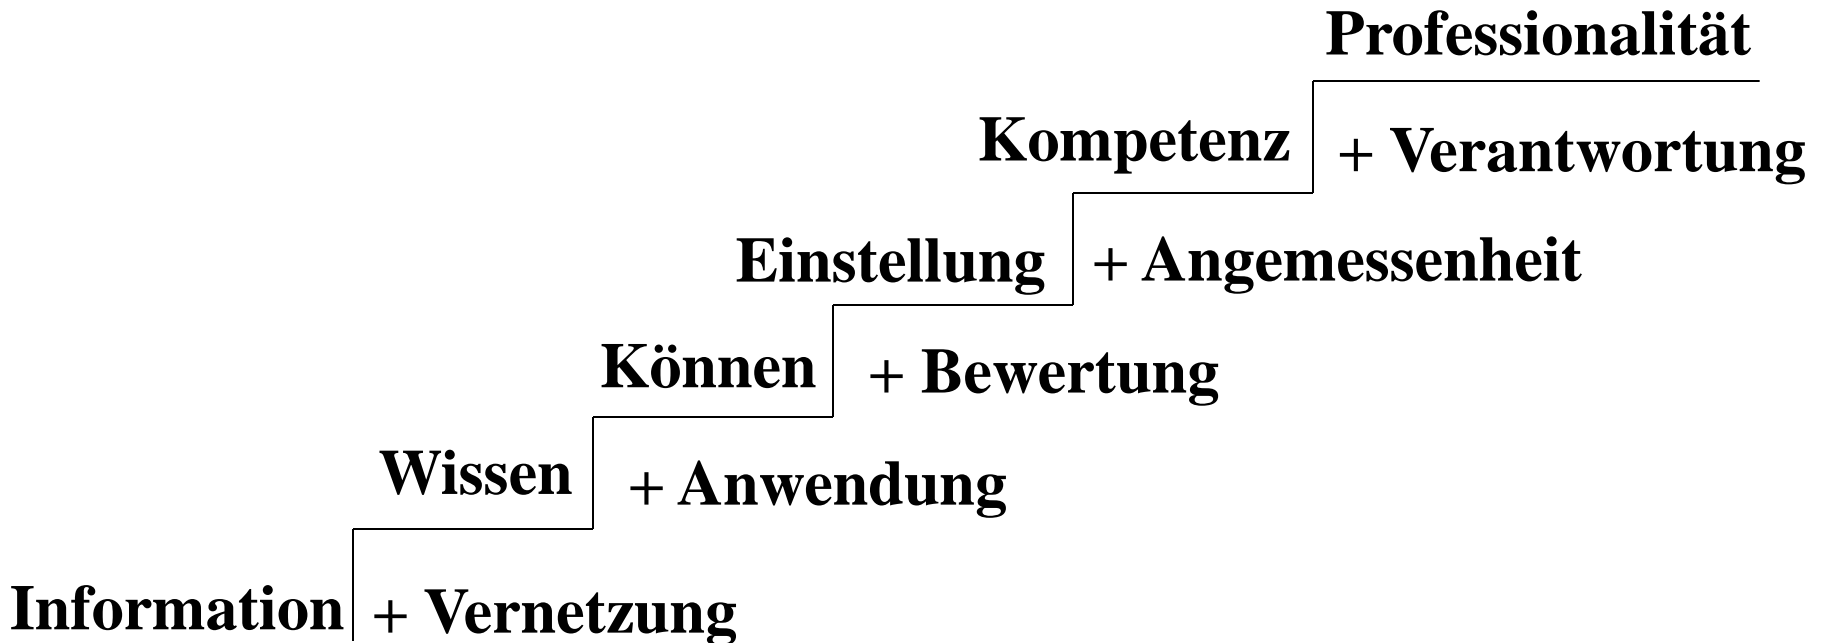 Professionalität
Kompetenz
+ Verantwortung
Einstellung
+ Angemessenheit
Können
+ Bewertung
Wissen
+ Anwendung
Information
+ Vernetzung